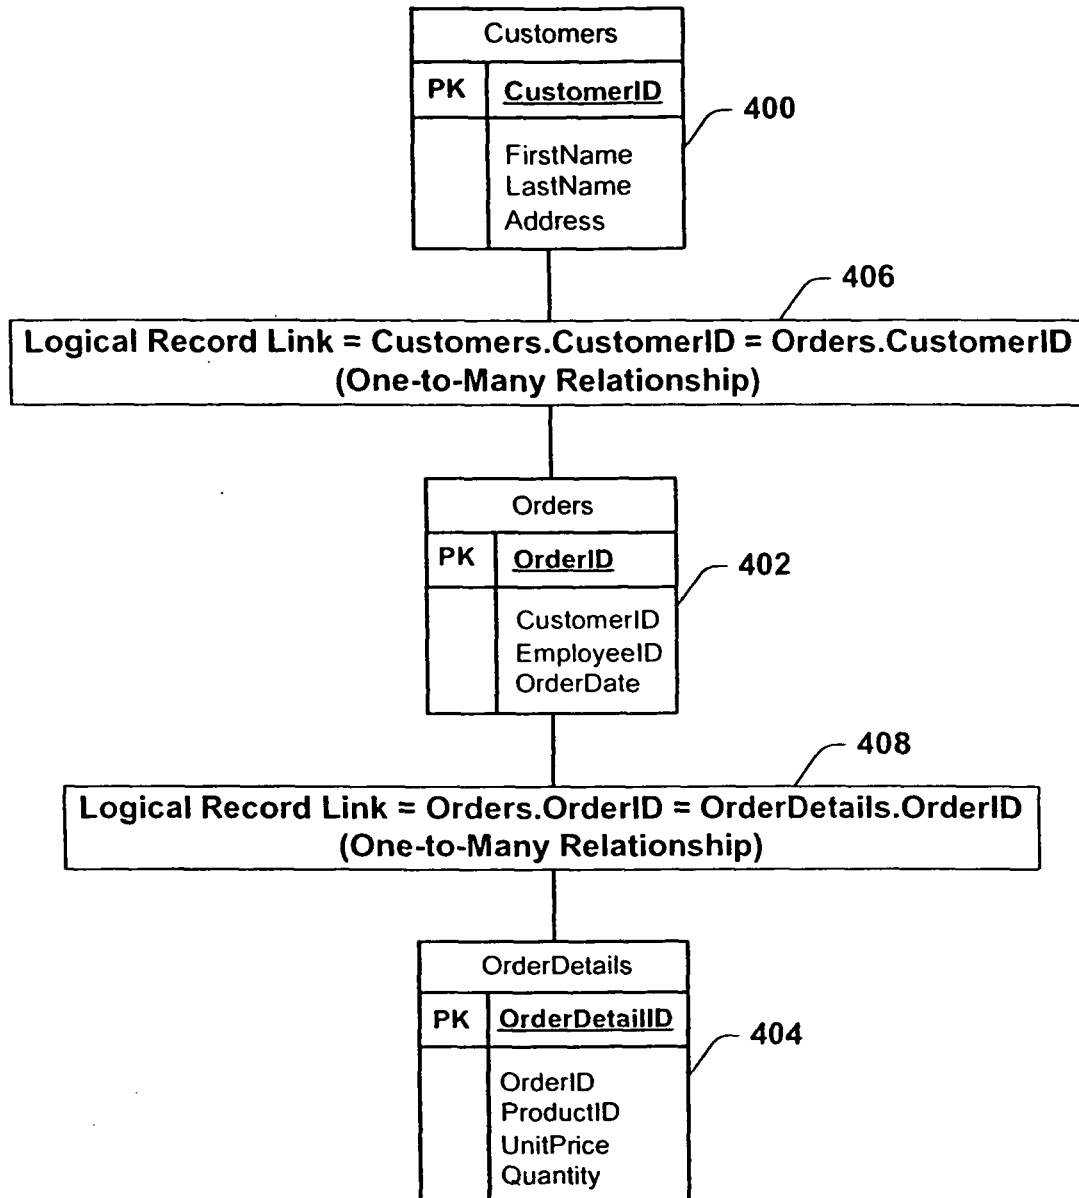 Customers
PK CustomerID
400
FirstName
LastName
Address
406
Logical Record Link = Customers.CustomerID = Orders.CustomerID
(One-to-Many Relationship)
Orders
PK OrderID
402
CustomerID
EmployeeID
OrderDate
408
Logical Record Link = Orders.OrderID = OrderDetails.OrderID
(One-to-Many Relationship)
OrderDetails
PK OrderDetailID
404
OrderID
ProductID
UnitPrice
Quantity